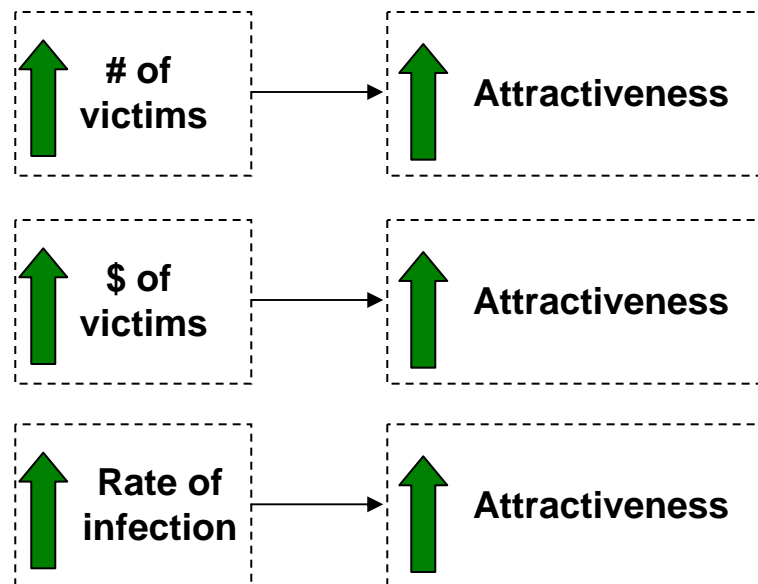 # of
victims
Attractiveness
$ of
victims
Attractiveness
Rate of
infection
Attractiveness